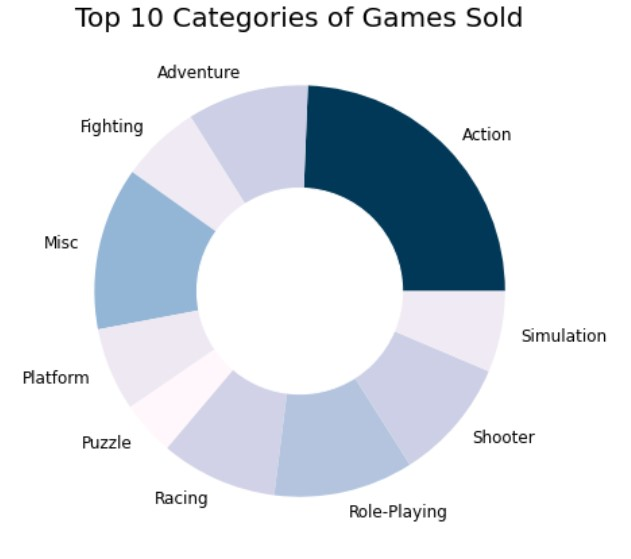 Top 10 Categories of Games Sold
Adventure
Action
Fighting
Misc
Simulation
Platform
Shooter
Puzzle
Racing
Role-Playing